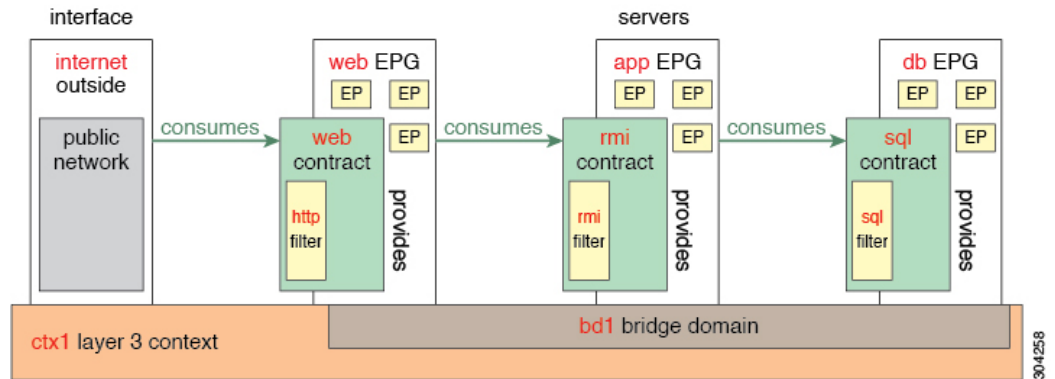 interface
servers
internet
outside
public
network
consumes
web EPG
EP
EP
EP
web
contract
http
filter
provides
consumes
app EPG
EP
EP
EP
rmi
contract
rmi
filter
provides
consumes
db EPG
EP
EP
EP
sql
contract
sql
filter
provides
bd1 bridge domain
ctx1 layer 3 context
304258